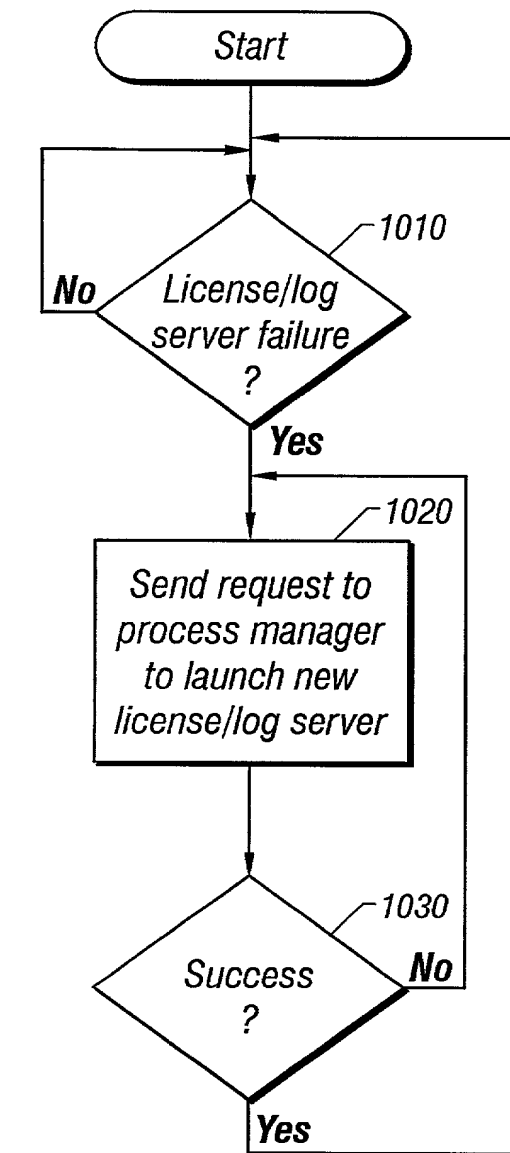 Start
1010
No
License/log
server failure
?
Yes
1020
Send request to
process manager
to launch new
license/log server
1030
Success
?
No
Yes